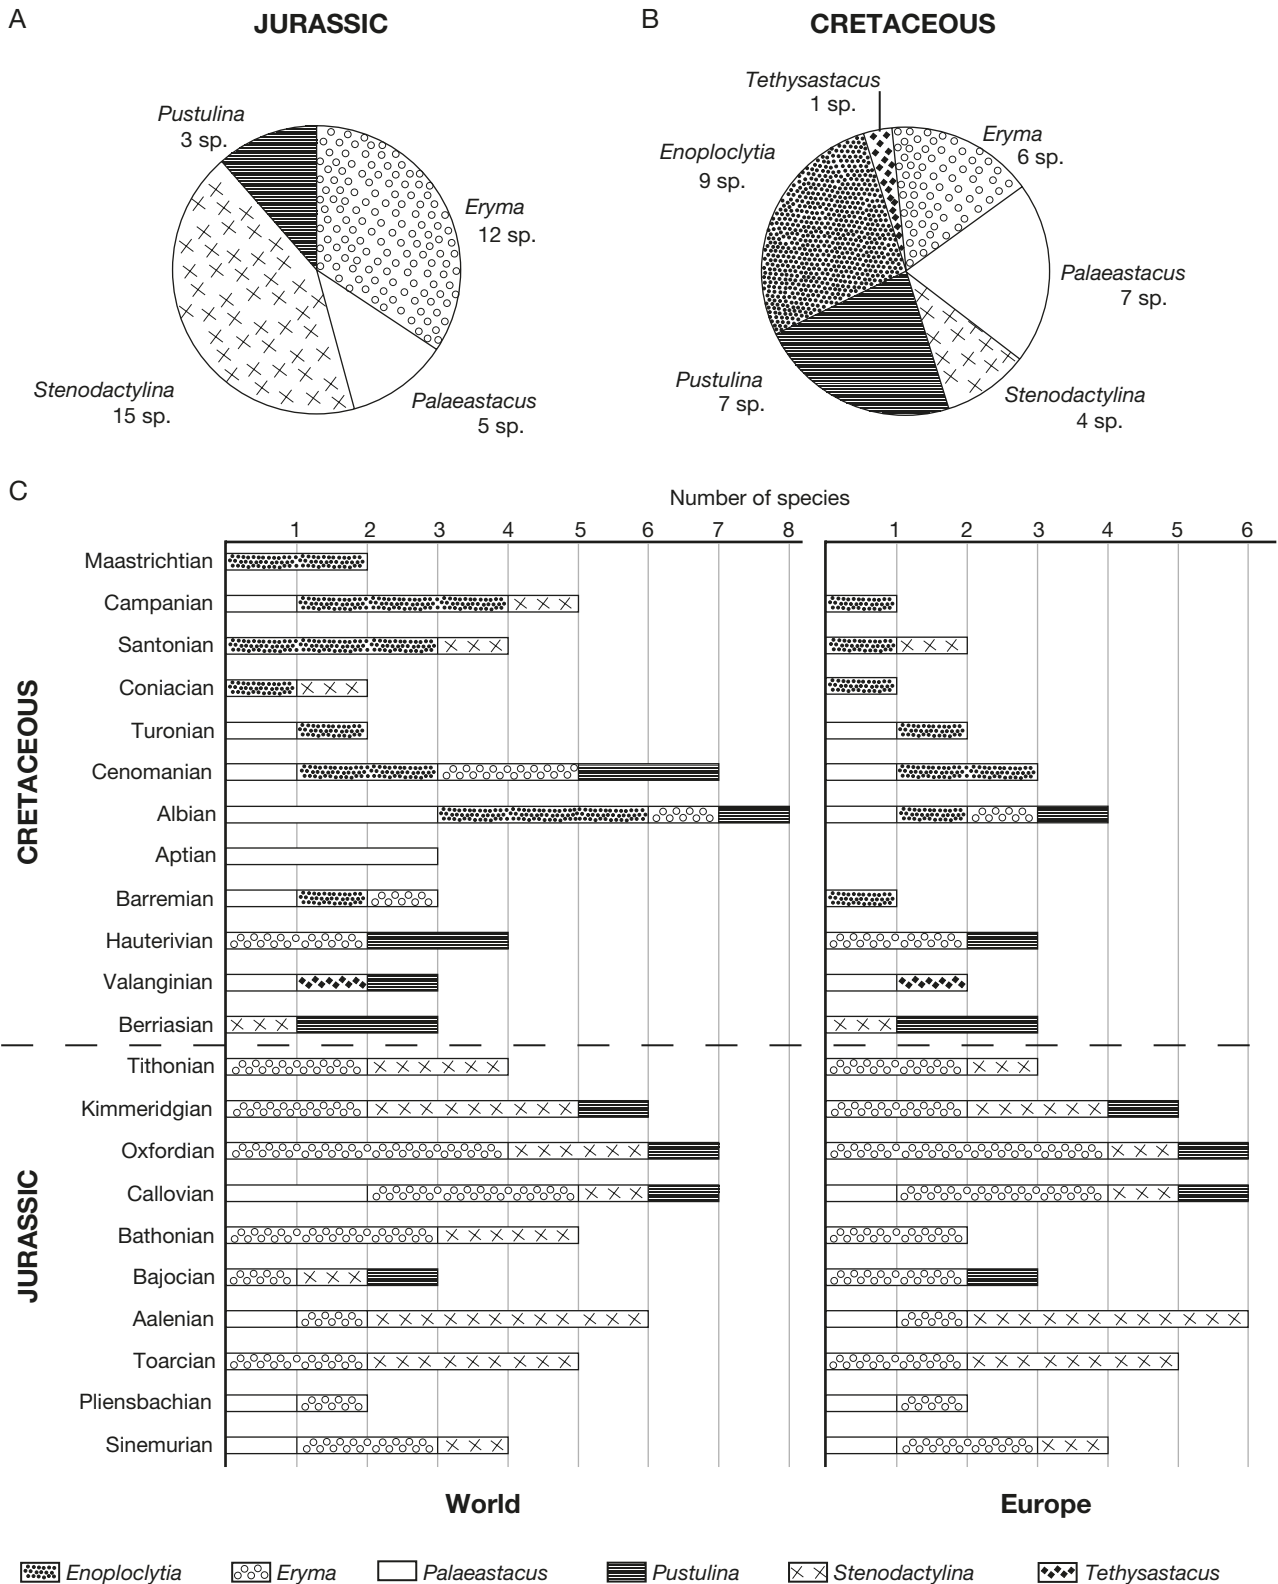 A
JURASSIC
B
CRETACEOUS
Pustulina
3 sp.
Eryma
12 sp.
Stenodactylina
15 sp.
Palaeastacus
5 sp.
Tethysastacus
1 sp.
Eryma
6 sp.
Enoploclytia
9 sp.
Palaeastacus
7 sp.
Pustulina
7 sp.
Stenodactylina
4 sp.
C
Number of species
1 2 3 4 5 6 7 8
1 2 3 4 5 6
CRETACEOUS
Maastrichtian
Campanian
Santonian
Coniacian
Turonian
Cenomanian
Albian
Aptian
Barremian
Hauterivian
Valanginian
Berriasian
JURASSIC
Tithonian
Kimmeridgian
Oxfordian
Callovian
Bathonian
Bajocian
Aalenian
Toarcian
Pliensbachian
Sinemurian
World
Europe
Enoploclytia Eryma Palaeastacus Pustulina Stenodactylina Tethysastacus